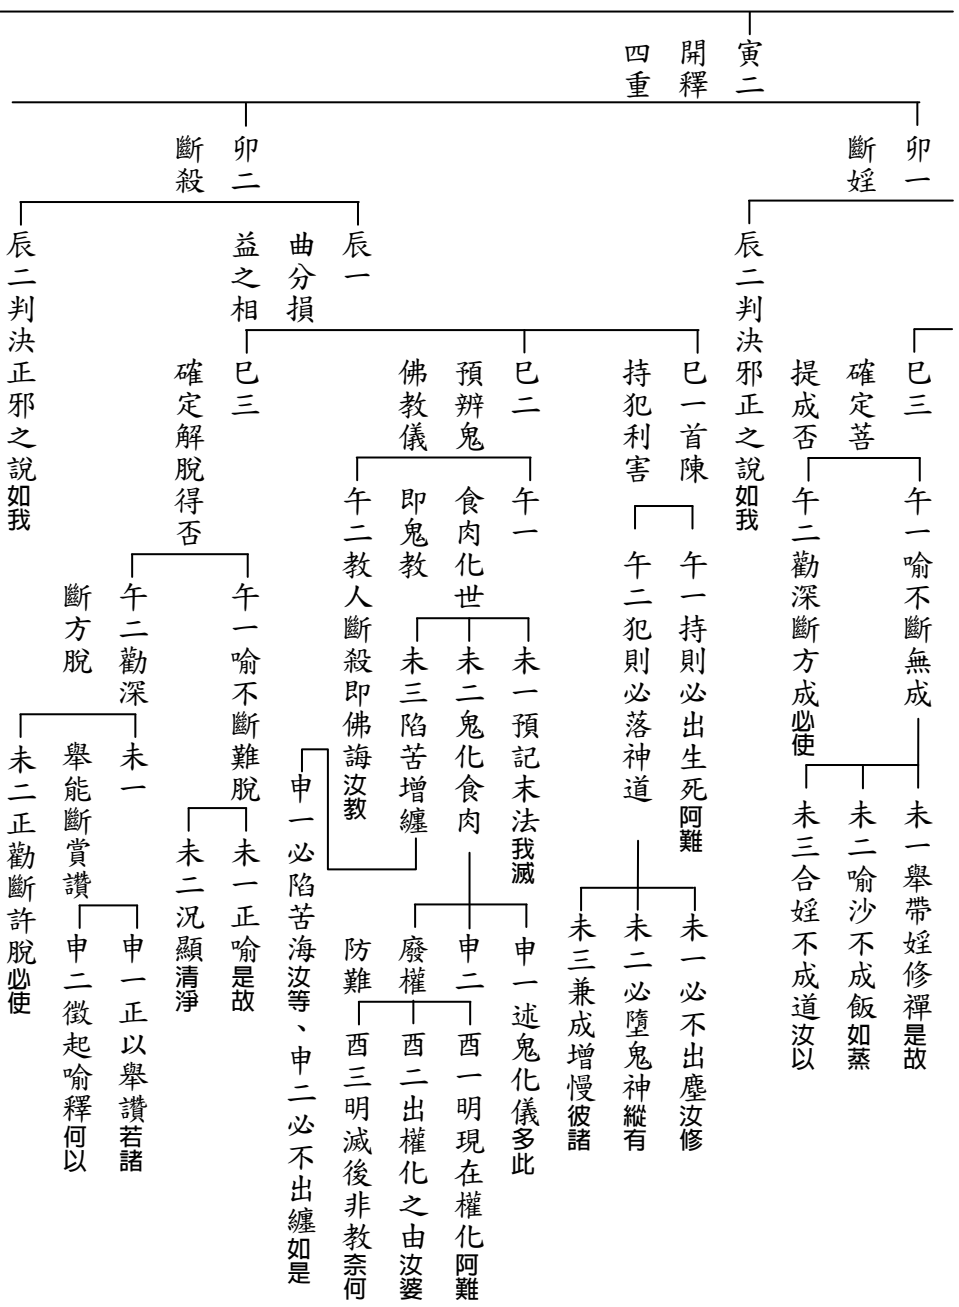 寅二
開釋
四重
卯一
斷婬
巳三
確定菩
提成否
午一喻不斷無成
未一舉帶婬修禪是故
未二喻沙不成飯如蒸
未三合婬不成道汝以
午二勸深斷方成必使
辰二判決邪正之說如我
卯二
斷殺
辰一
曲分損
益之相
巳一首陳
持犯利害
午一持則必出生死阿難
午二犯則必落神道
未一必不出塵汝修
未二必墮鬼神縱有
未三兼成增慢彼諸
巳二
預辨鬼
佛教儀
午一
食肉化世
即鬼教
未一預記末法我滅
未二鬼化食肉
申一述鬼化儀多此
申二
廢權
防難
酉一明現在權化阿難
酉二出權化之由汝婆
酉三明滅後非教奈何
未三陷苦增纏
申一必陷苦海汝等、申二必不出纏如是
午二教人斷殺即佛誨汝教
巳三
確定解脫得否
午一喻不斷難脫
未一正喻是故
未二況顯清淨
午二勸深
斷方脫
未一
舉能斷賞讚
申一正以舉讚若諸
申二徵起喻釋何以
未二正勸斷許脫必使
辰二判決正邪之說如我